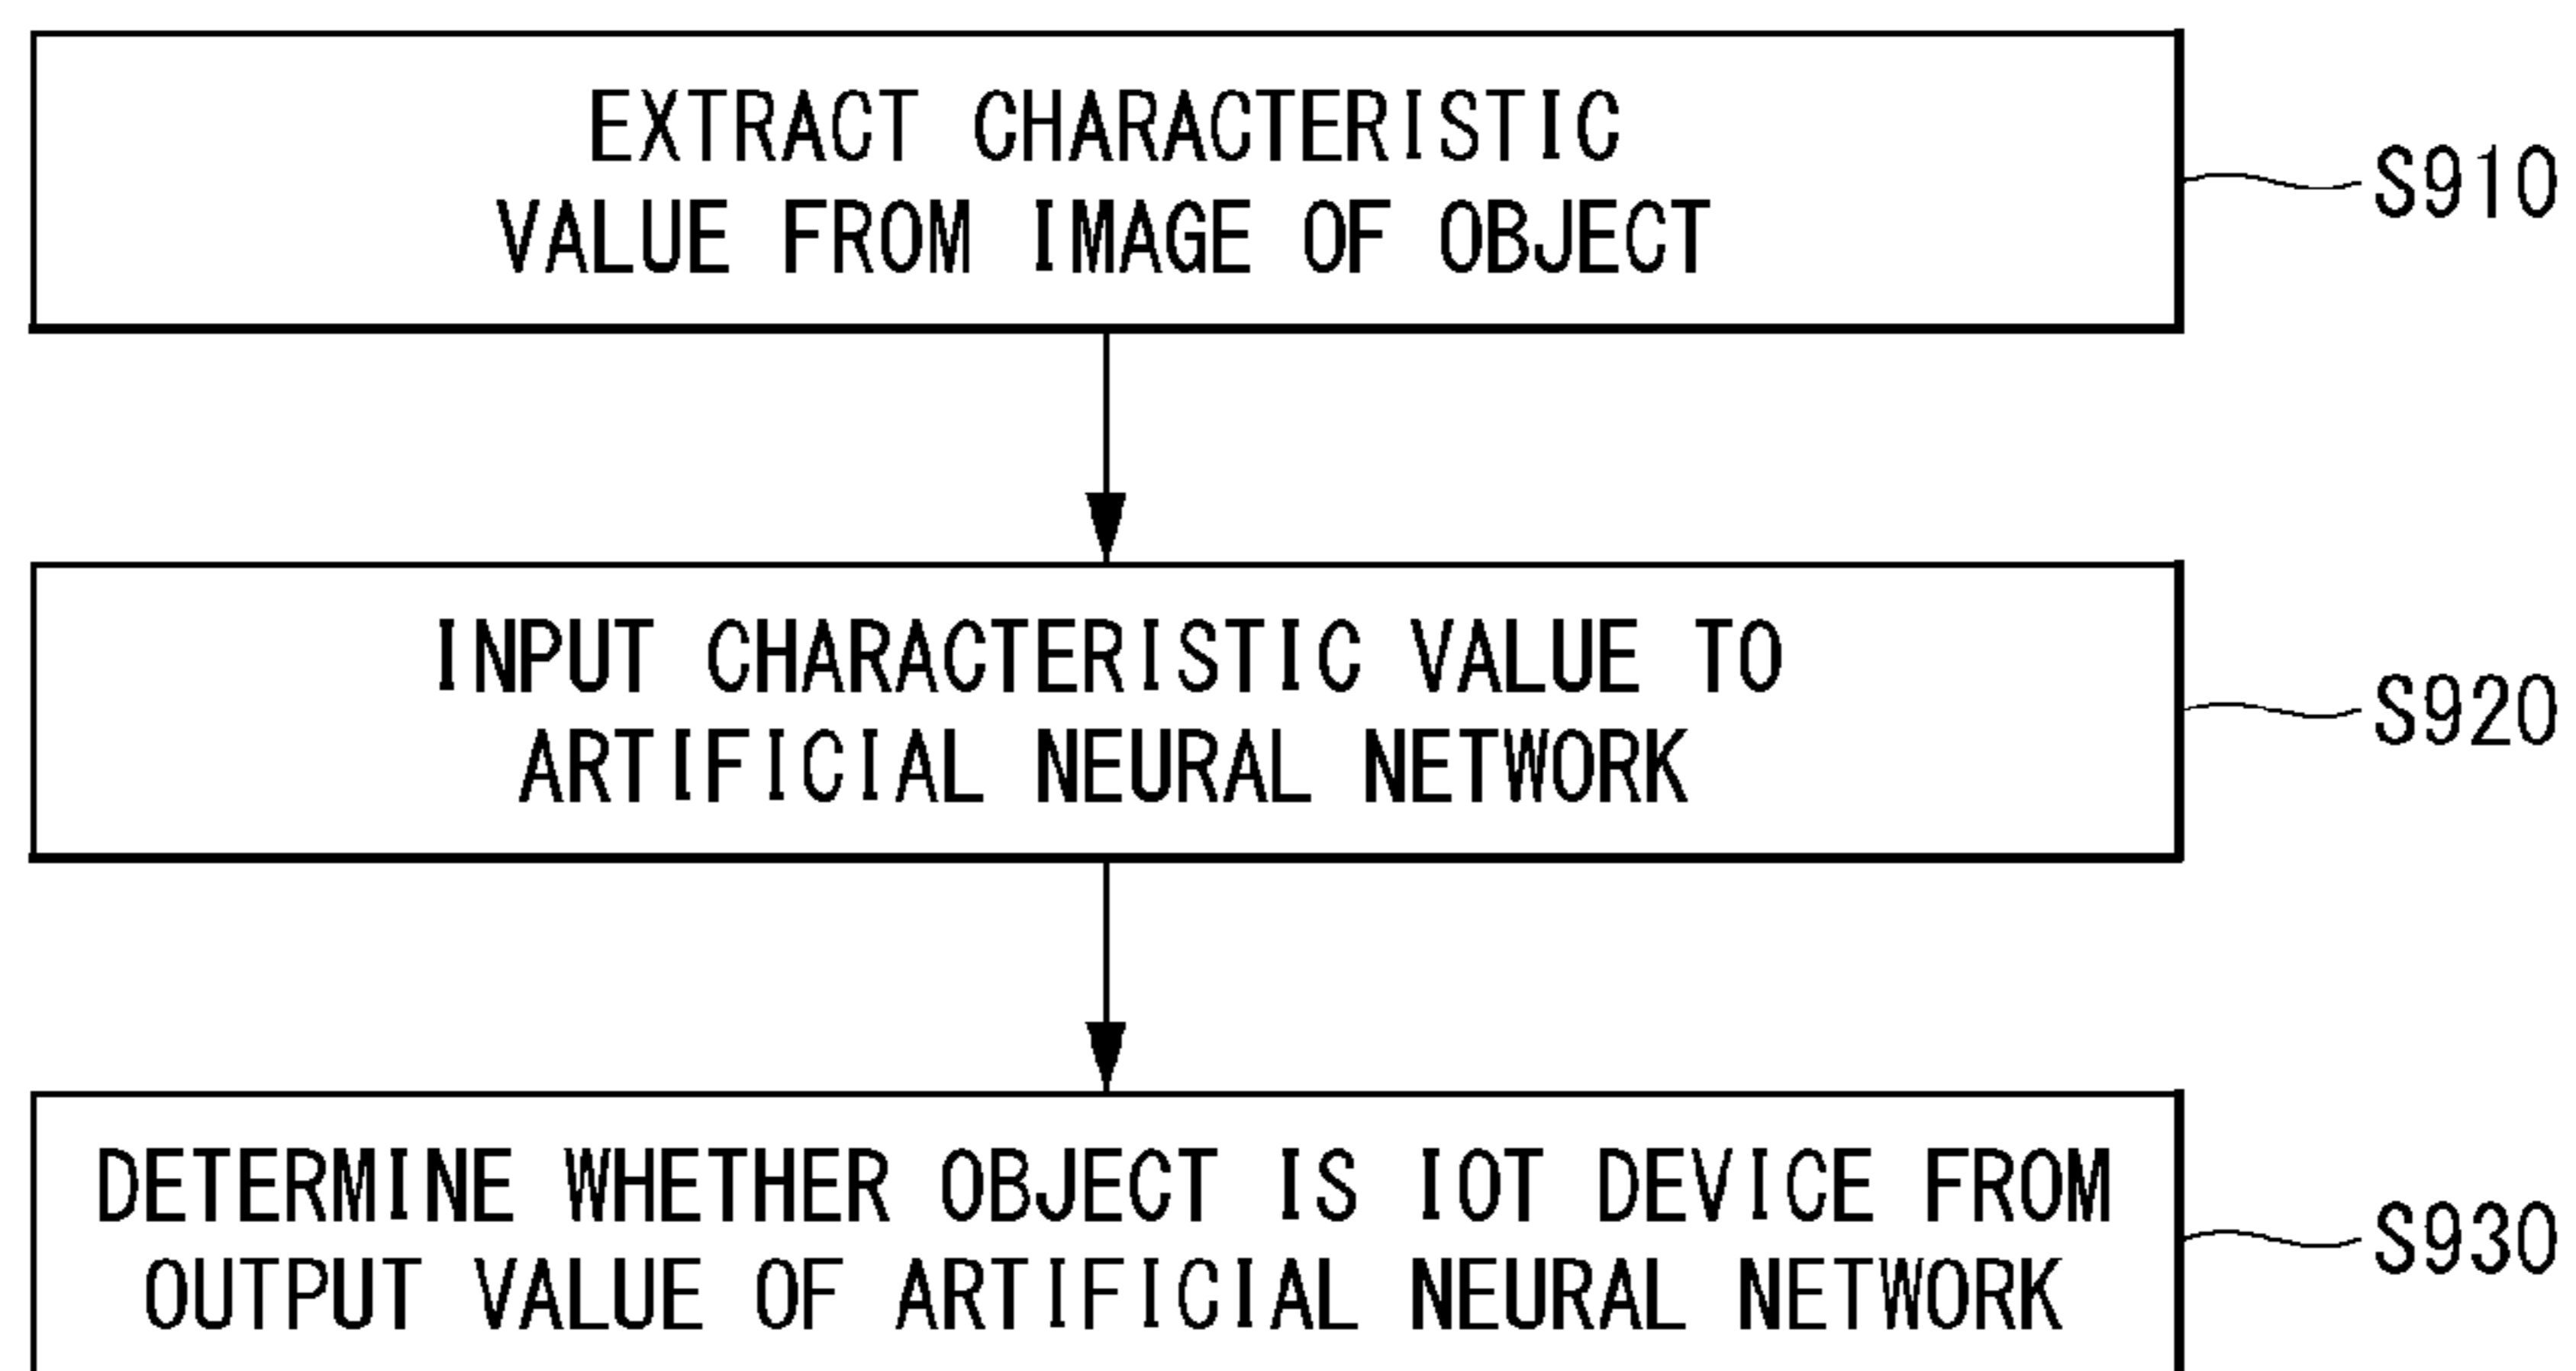 EXTRACT CHARACTERISTIC
VALUE FROM IMAGE OF OBJECT
S910
INPUT CHARACTERISTIC VALUE TO
ARTIFICIAL NEURAL NETWORK
S920
DETERMINE WHETHER OBJECT IS IOT DEVICE FROM
OUTPUT VALUE OF ARTIFICIAL NEURAL NETWORK
S930